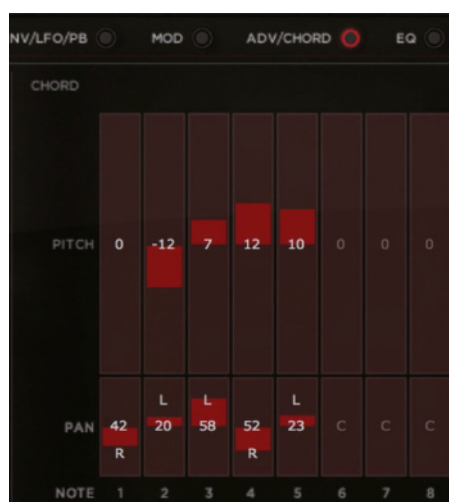 NV/LFO/PB MOD ADV/CHORD EQ
CHORD
PITCH 0 -12 7 12 10 0 0 0
L L L
PAN 42 20 58 52 23 C C C
R R
NOTE 1 2 3 4 5 6 7 8